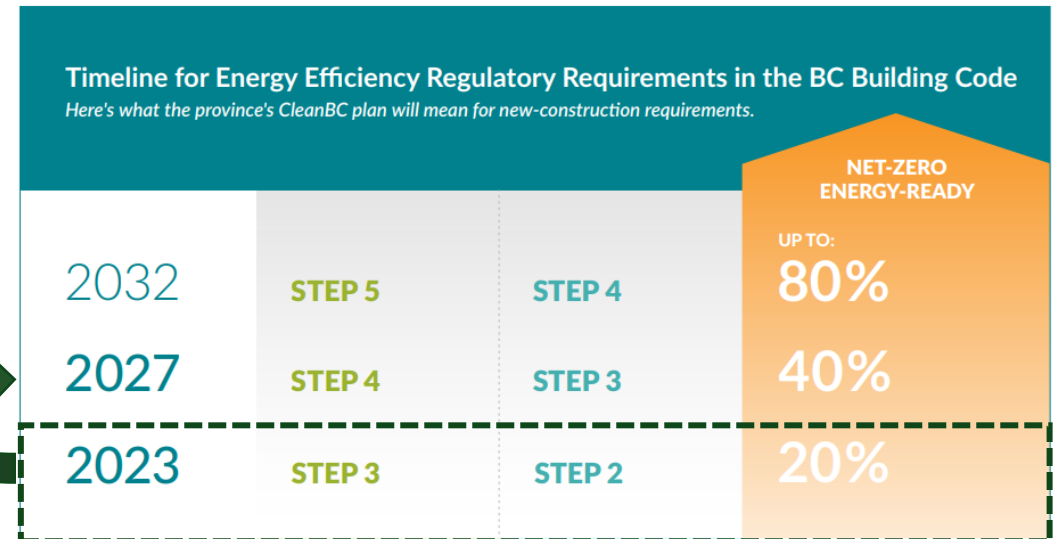 Timeline for Energy Efficiency Regulatory Requirements in the BC Building Code
Here's what the province's CleanBC plan will mean for new-construction requirements.
NET-ZERO
ENERGY-READY
UP TO:
2032 STEP 5 STEP 4 80%
2027 STEP 4 STEP 3 40%
2023 STEP 3 STEP 2 20%